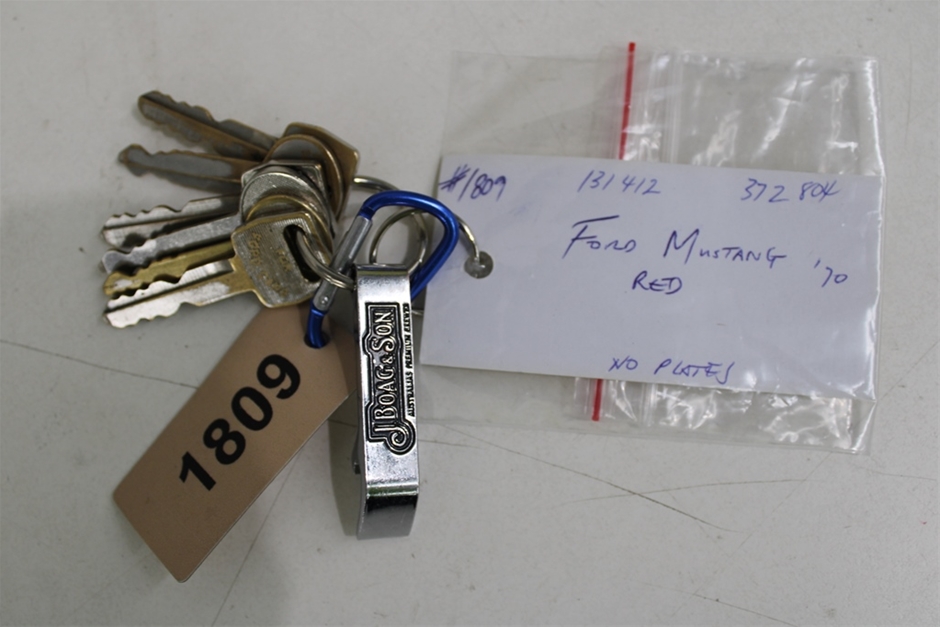 #1809 131412 372 804
FORD MUSTANG '70
RED
NO PLATES
1809
J. BOAG & SON